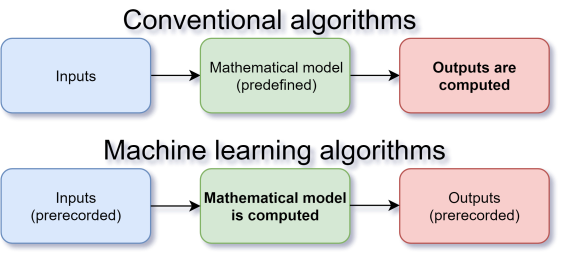 Conventional algorithms
Inputs
Mathematical model
(predefined)
Outputs are
computed
Machine learning algorithms
Inputs
(prerecorded)
Mathematical model
is computed
Outputs
(prerecorded)